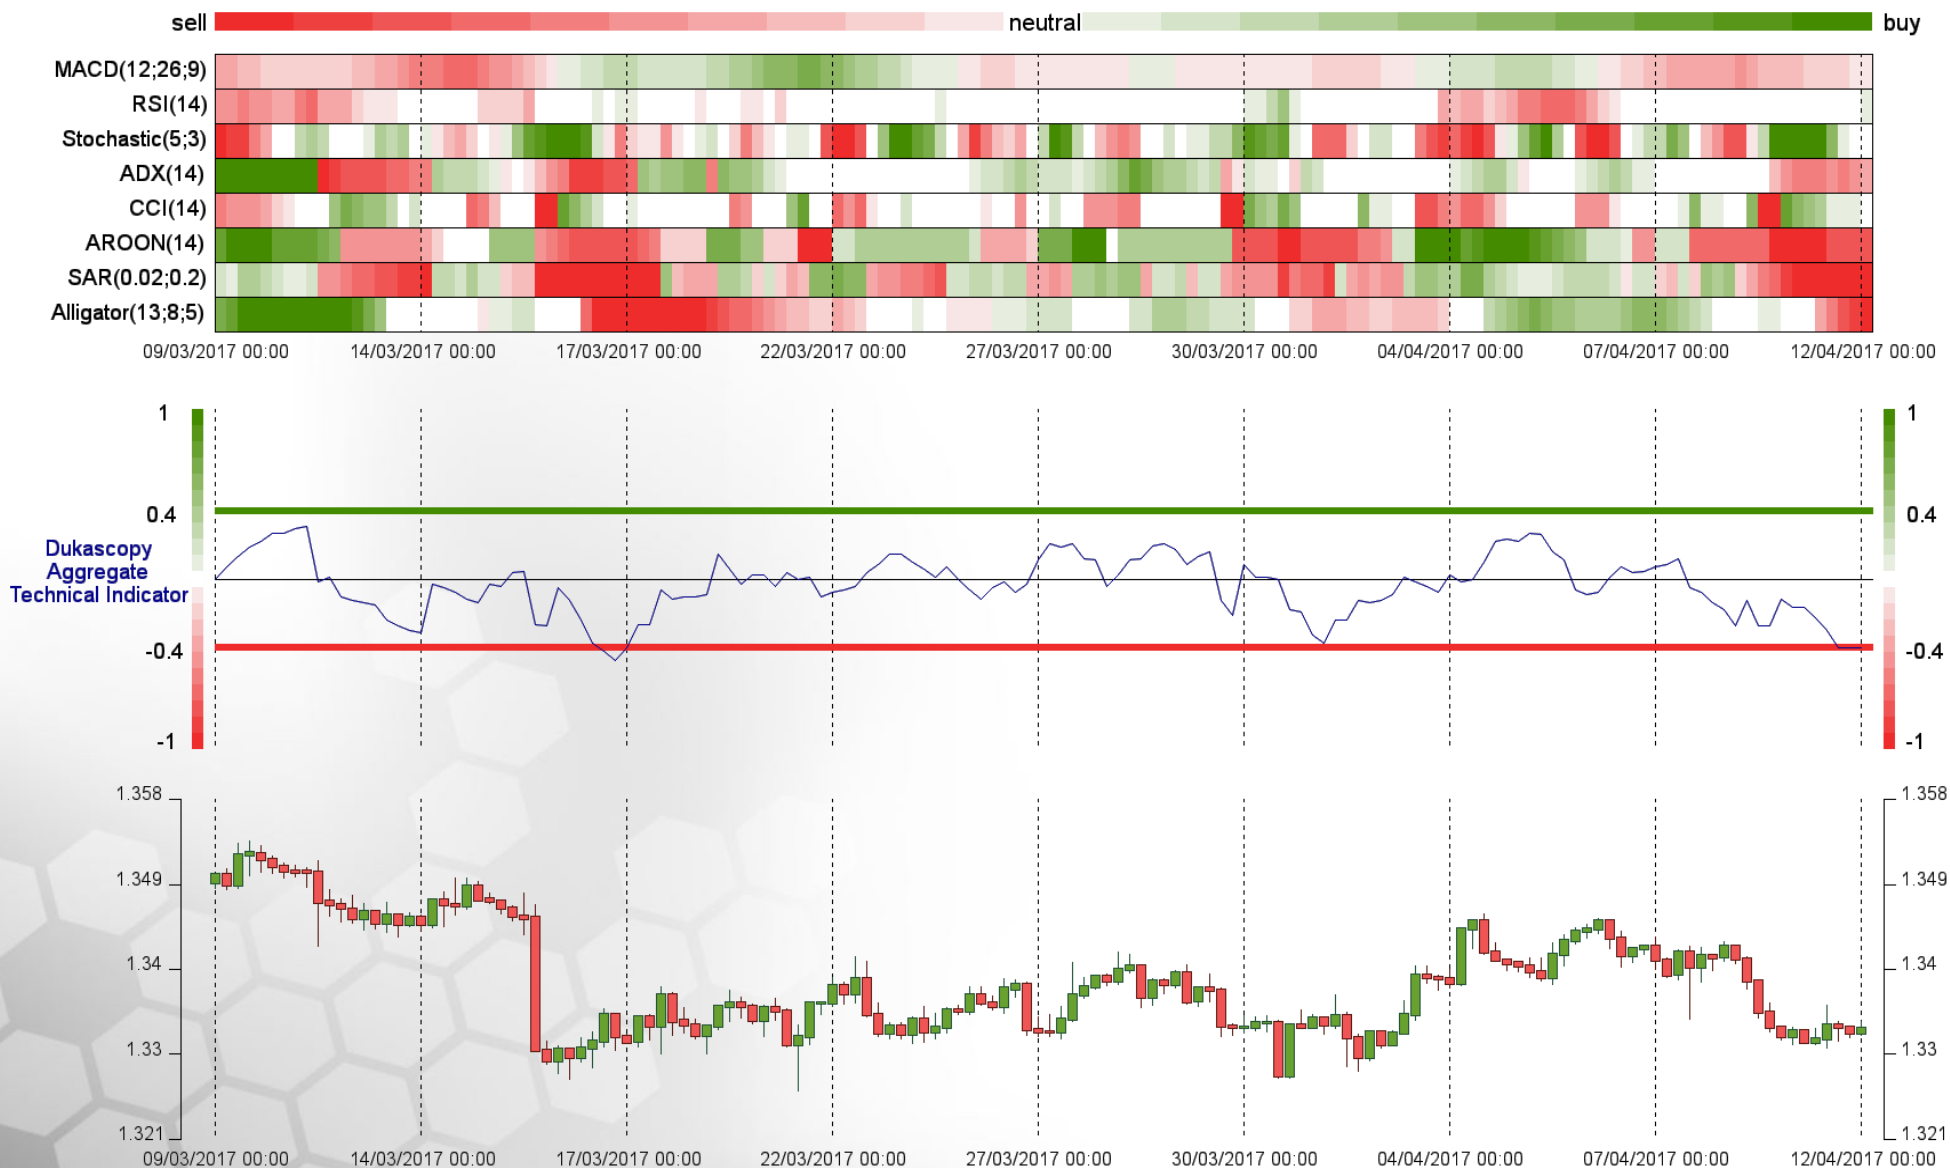 sell neutral buy
MACD(12;26;9)
RSI(14)
Stochastic(5;3)
ADX(14)
CCI(14)
AROON(14)
SAR(0.02;0.2)
Alligator(13;8;5)
09/03/2017 00:00 14/03/2017 00:00 17/03/2017 00:00 22/03/2017 00:00 27/03/2017 00:00 30/03/2017 00:00 04/04/2017 00:00 07/04/2017 00:00 12/04/2017 00:00
1 1
0.4 0.4
Dukascopy
Aggregate
Technical Indicator
-0.4 -0.4
-1 -1
1.358 1.358
1.349 1.349
1.34 1.34
1.33 1.33
1.321 1.321
09/03/2017 00:00 14/03/2017 00:00 17/03/2017 00:00 22/03/2017 00:00 27/03/2017 00:00 30/03/2017 00:00 04/04/2017 00:00 07/04/2017 00:00 12/04/2017 00:00